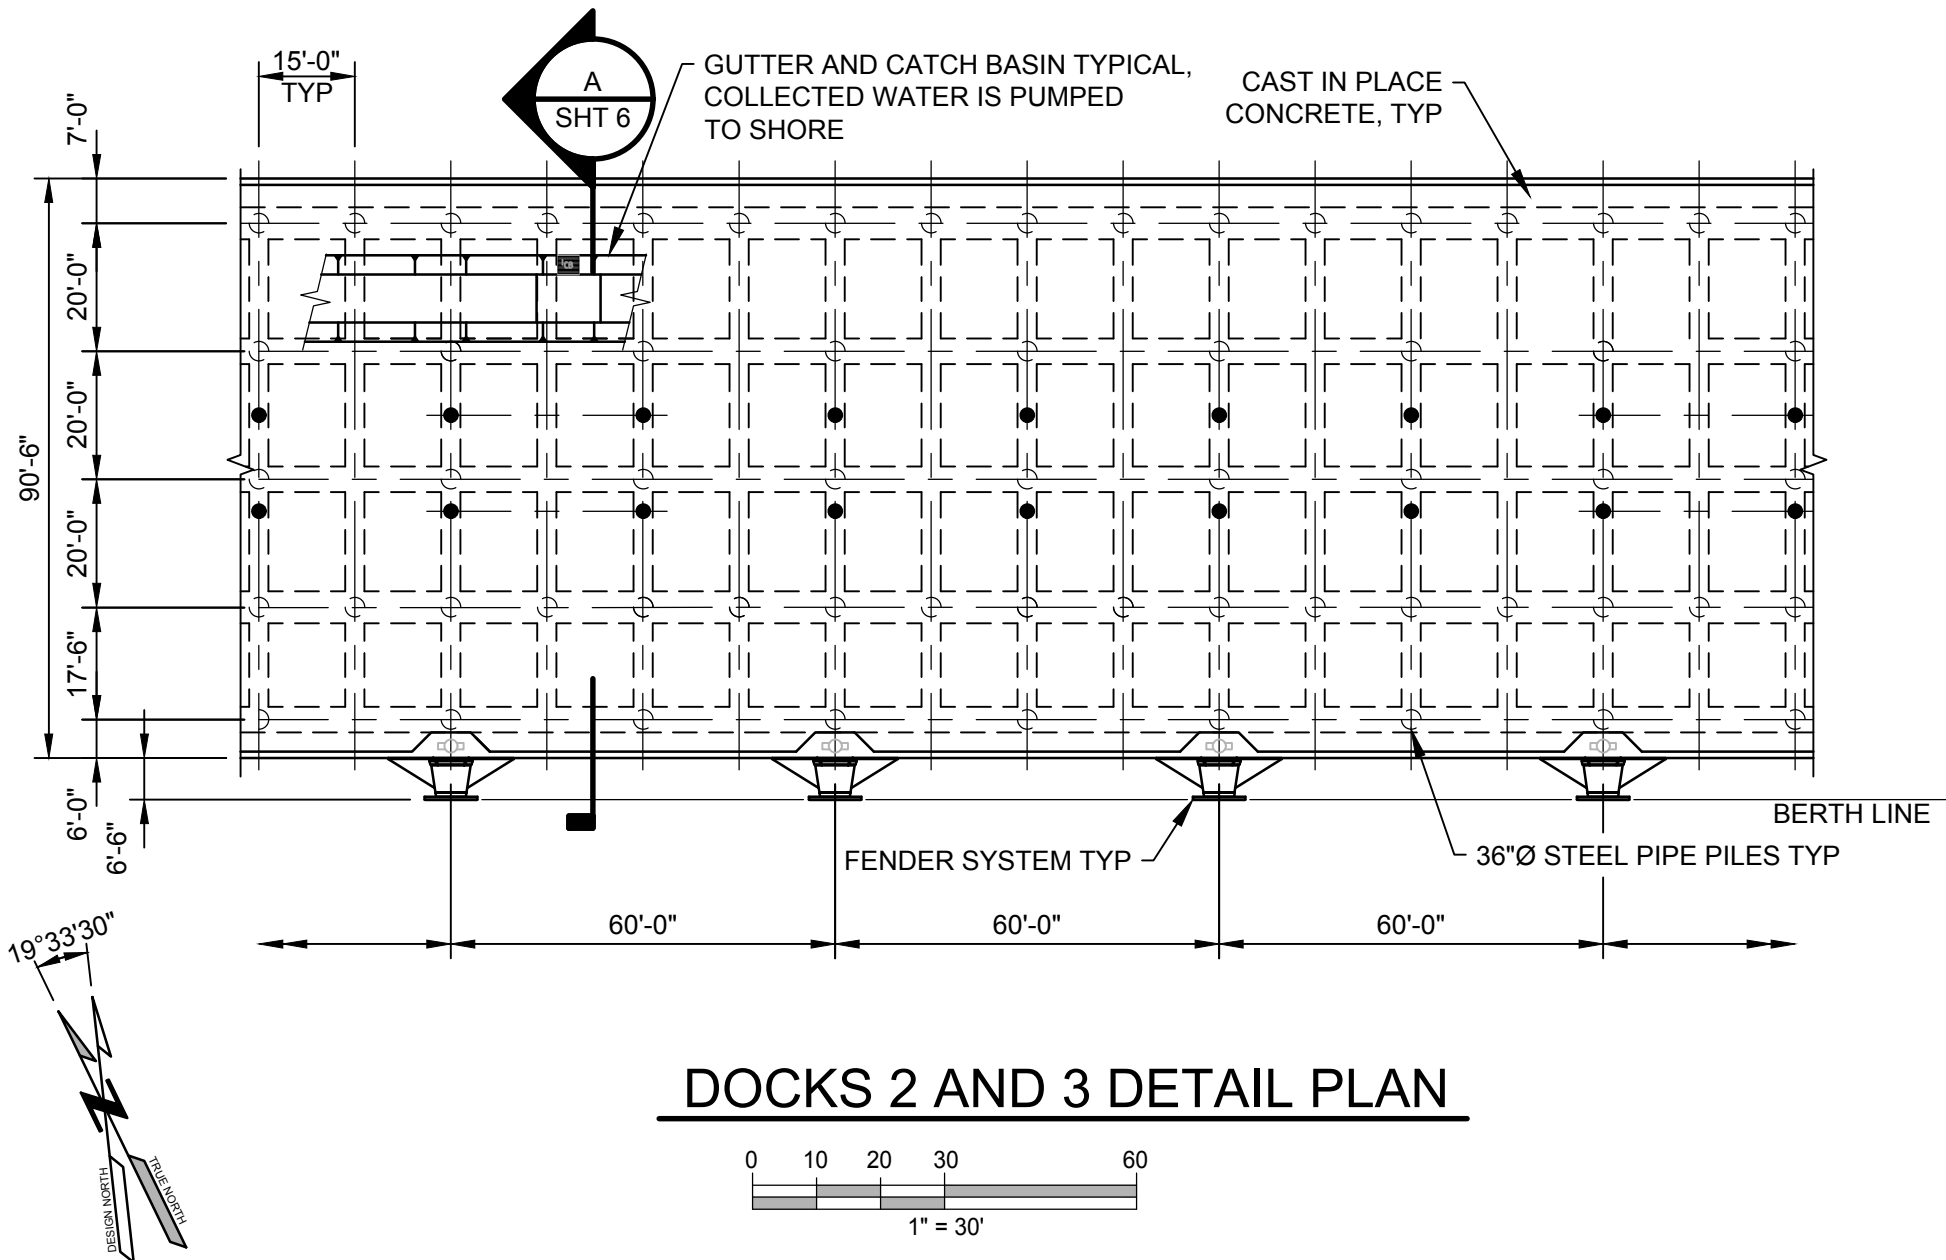 15'-0"
TYP
A
SHT 6
GUTTER AND CATCH BASIN TYPICAL,
COLLECTED WATER IS PUMPED
TO SHORE
CAST IN PLACE
CONCRETE, TYP
7'-0"
20'-0"
20'-0"
90'-6"
20'-0"
17'-6"
6'-0"
6'-6"
BERTH LINE
FENDER SYSTEM TYP
36"Ø STEEL PIPE PILES TYP
60'-0"
60'-0"
60'-0"
19°33'30"
DESIGN NORTH
TRUE NORTH
DOCKS 2 AND 3 DETAIL PLAN
0 10 20 30 60
1" = 30'